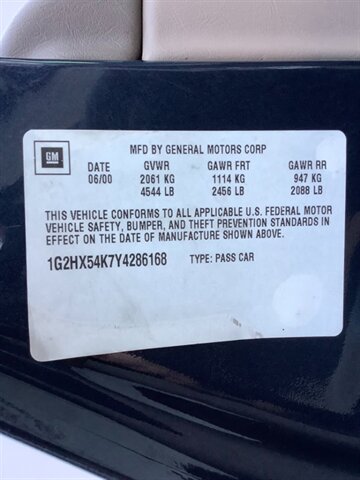 GM
MFD BY GENERAL MOTORS CORP
DATE GVWR GAWR FRT GAWR RR
06/00 2061 KG 1114 KG 947 KG
4544 LB 2456 LB 2088 LB
THIS VEHICLE CONFORMS TO ALL APPLICABLE U.S. FEDERAL MOTOR
VEHICLE SAFETY, BUMPER, AND THEFT PREVENTION STANDARDS IN
EFFECT ON THE DATE OF MANUFACTURE SHOWN ABOVE.
1G2HX54K7Y4286168 TYPE: PASS CAR